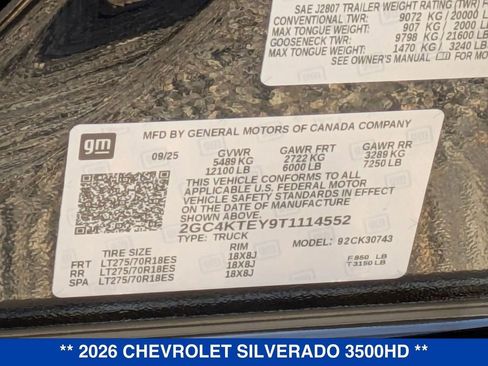 SAE J2807 TRAILER WEIGHT RATING (TWR)
CONVENTIONAL TWR: 9072 KG / 20000
MAX TONGUE WEIGHT: 907 KG / 2000 LB
GOOSENECK TWR: 9798 KG / 21600 LB
MAX TONGUE WEIGHT: 1470 KG / 3240 LB
SEE OWNER'S MANUAL FOR MO
gm
MFD BY GENERAL MOTORS OF CANADA COMPANY
09/25 GVWR GAWR FRT GAWR RR
5489 KG 2722 KG 3289 KG
12100 LB 6000 LB 7250 LB
THIS VEHICLE CONFORMS TO ALL
APPLICABLE U.S. FEDERAL MOTOR
VEHICLE SAFETY STANDARDS IN EFFECT
ON THE DATE OF MANUFACTURE SHOWN ABOVE.
2GC4KTEY9T1114552
TYPE: TRUCK MODEL: 92CK30743
TIRE SIZE RIM
FRT LT275/70R18ES 18X8J F 850 LB
RR LT275/70R18ES 18X8J T 3150 LB
SPA LT275/70R18ES 18X8J
** 2026 CHEVROLET SILVERADO 3500HD **